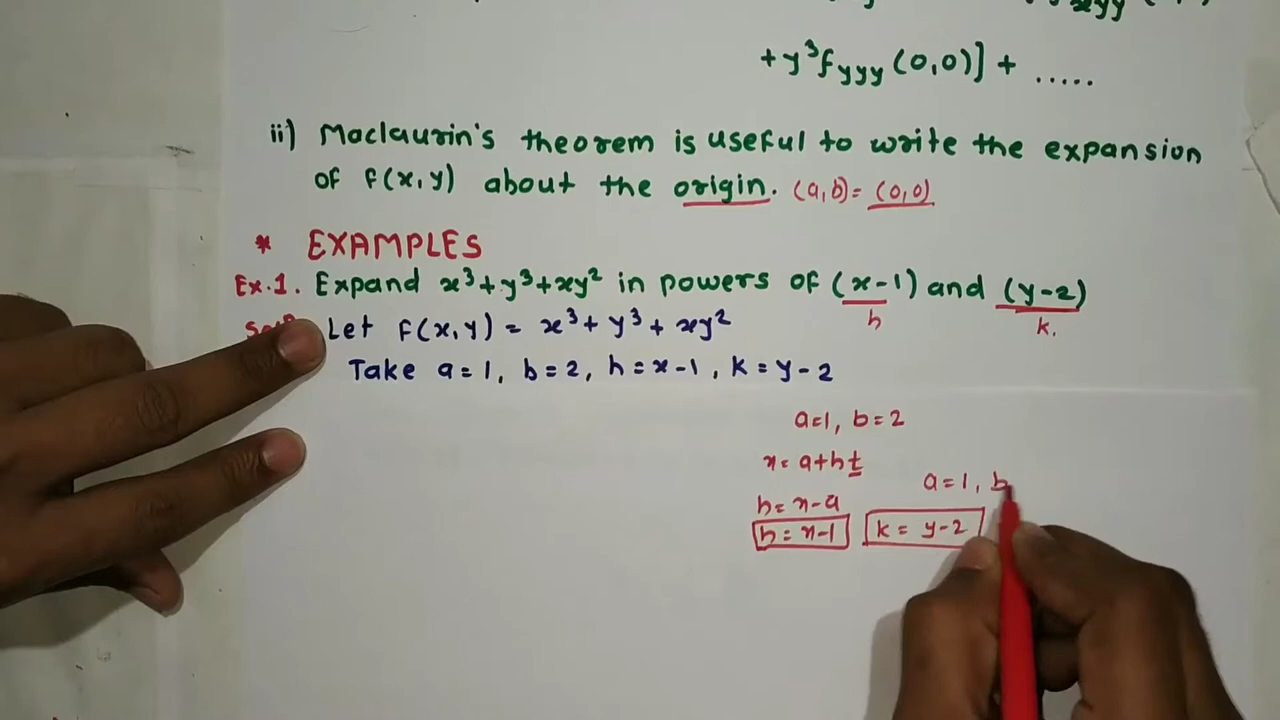 xyy
+ y³fyyy (0,0)] + .....
ii) Maclaurin's theorem is useful to write the expansion
of f(x,y) about the origin. (a,b) = (0,0)
* EXAMPLES
Ex.1. Expand x³+y³+xy² in powers of (x-1) and (y-2)
h k.
Let f(x,y) = x³ + y³ + xy²
Take a = 1, b = 2, h = x - 1, k = y - 2
a=1, b=2
x = a+ht
a = 1, b
h = x-a
h = x-1 k = y-2